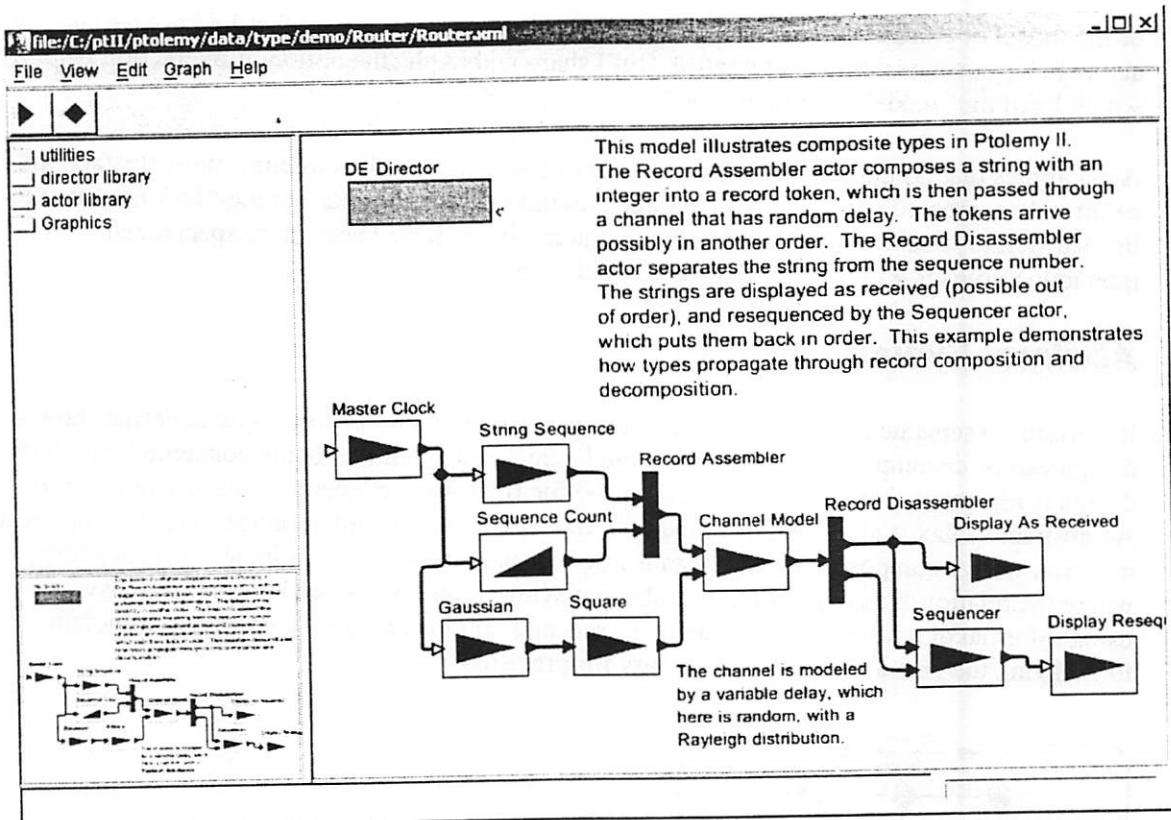 file:/C:/ptII/ptolemy/data/type/demo/Router/Router.xml
File View Edit Graph Help
utilities
director library
actor library
Graphics
DE Director
This model illustrates composite types in Ptolemy II.
The Record Assembler actor composes a string with an
integer into a record token, which is then passed through
a channel that has random delay. The tokens arrive
possibly in another order. The Record Disassembler
actor separates the string from the sequence number.
The strings are displayed as received (possible out
of order), and resequenced by the Sequencer actor,
which puts them back in order. This example demonstrates
how types propagate through record composition and
decomposition.
Master Clock
String Sequence
Record Assembler
Sequence Count
Channel Model
Record Disassembler
Display As Received
Gaussian
Square
Sequencer
Display Resequ
The channel is modeled
by a variable delay, which
here is random, with a
Rayleigh distribution.